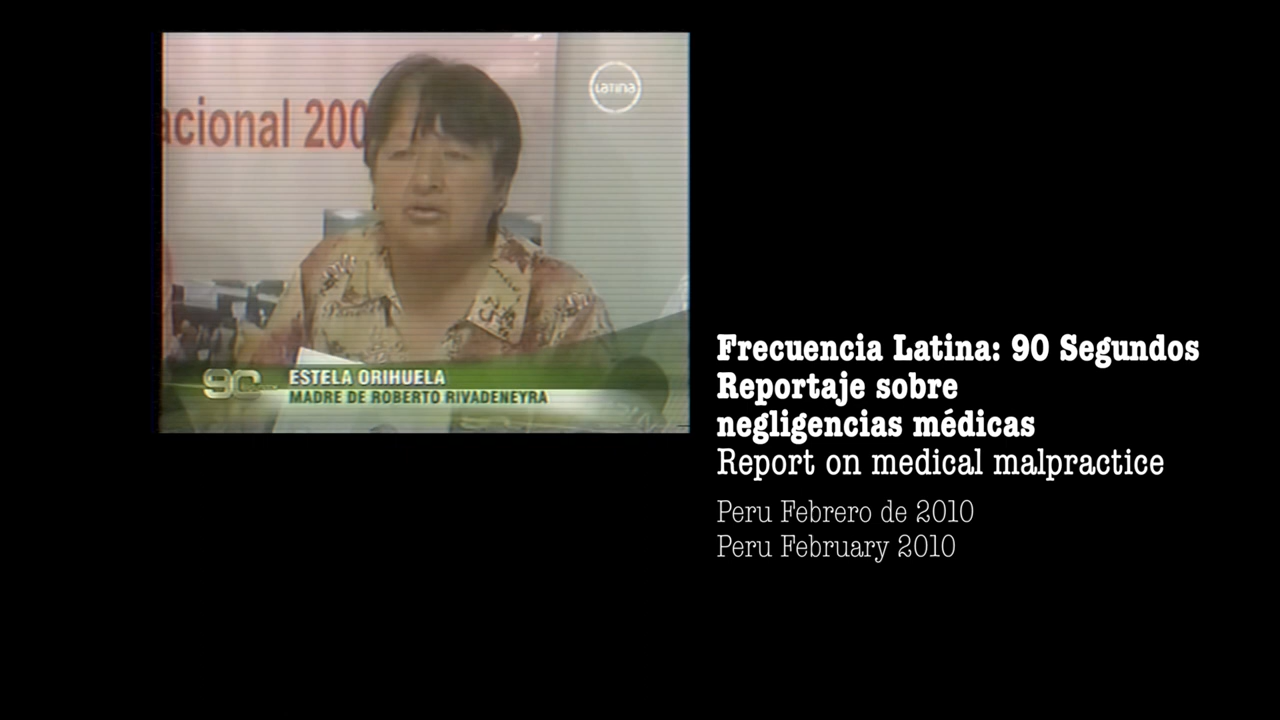 acional 200
Latina
90
ESTELA ORIHUELA
MADRE DE ROBERTO RIVADENEYRA
Frecuencia Latina: 90 Segundos
Reportaje sobre
negligencias médicas
Report on medical malpractice
Peru Febrero de 2010
Peru February 2010